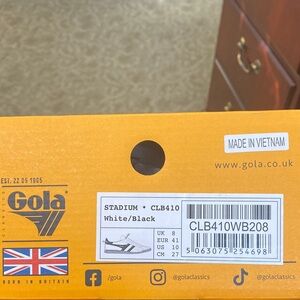 MADE IN VIETNAM
www.gola.co.uk
EST. 22 05 1905
Gola
BORN IN BRITAIN
STADIUM • CLB410
White/Black
UK 8
EUR 41
US 10
CM 27
CLB410WB208
5 063075 254698
/gola
@golaclassics
@golaclassics